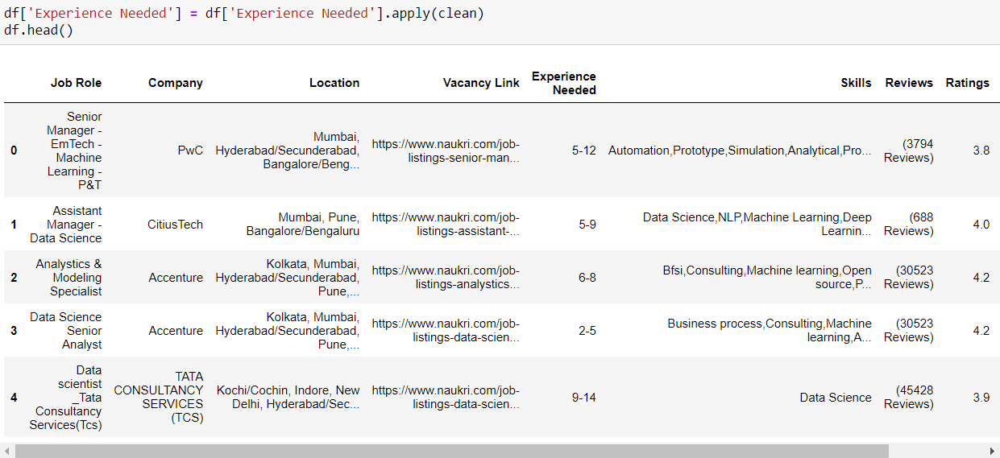 df['Experience Needed'] = df['Experience Needed'].apply(clean)
df.head()
Job Role Company Location Vacancy Link Experience Needed Skills Reviews Ratings
0
Senior
Manager -
EmTech -
Machine
Learning -
P&T
PwC
Mumbai,
Hyderabad/Secunderabad,
Bangalore/Beng...
https://www.naukri.com/job-
listings-senior-man...
5-12
Automation,Prototype,Simulation,Analytical,Pro...
(3794
Reviews)
3.8
1
Assistant
Manager -
Data Science
CitiusTech
Mumbai, Pune,
Bangalore/Bengaluru
https://www.naukri.com/job-
listings-assistant-...
5-9
Data Science,NLP,Machine Learning,Deep
Learnin...
(688
Reviews)
4.0
2
Analystics &
Modeling
Specialist
Accenture
Kolkata, Mumbai,
Hyderabad/Secunderabad,
Pune,...
https://www.naukri.com/job-
listings-analystics...
6-8
Bfsi,Consulting,Machine learning,Open
source,P...
(30523
Reviews)
4.2
3
Data Science
Senior
Analyst
Accenture
Kolkata, Mumbai,
Hyderabad/Secunderabad,
Pune,...
https://www.naukri.com/job-
listings-data-scien...
2-5
Business process,Consulting,Machine
learning,A...
(30523
Reviews)
4.2
4
Data
scientist
_Tata
Consultancy
Services(Tcs)
TATA
CONSULTANCY
SERVICES
(TCS)
Kochi/Cochin, Indore, New
Delhi, Hyderabad/Sec...
https://www.naukri.com/job-
listings-data-scien...
9-14
Data Science
(45428
Reviews)
3.9